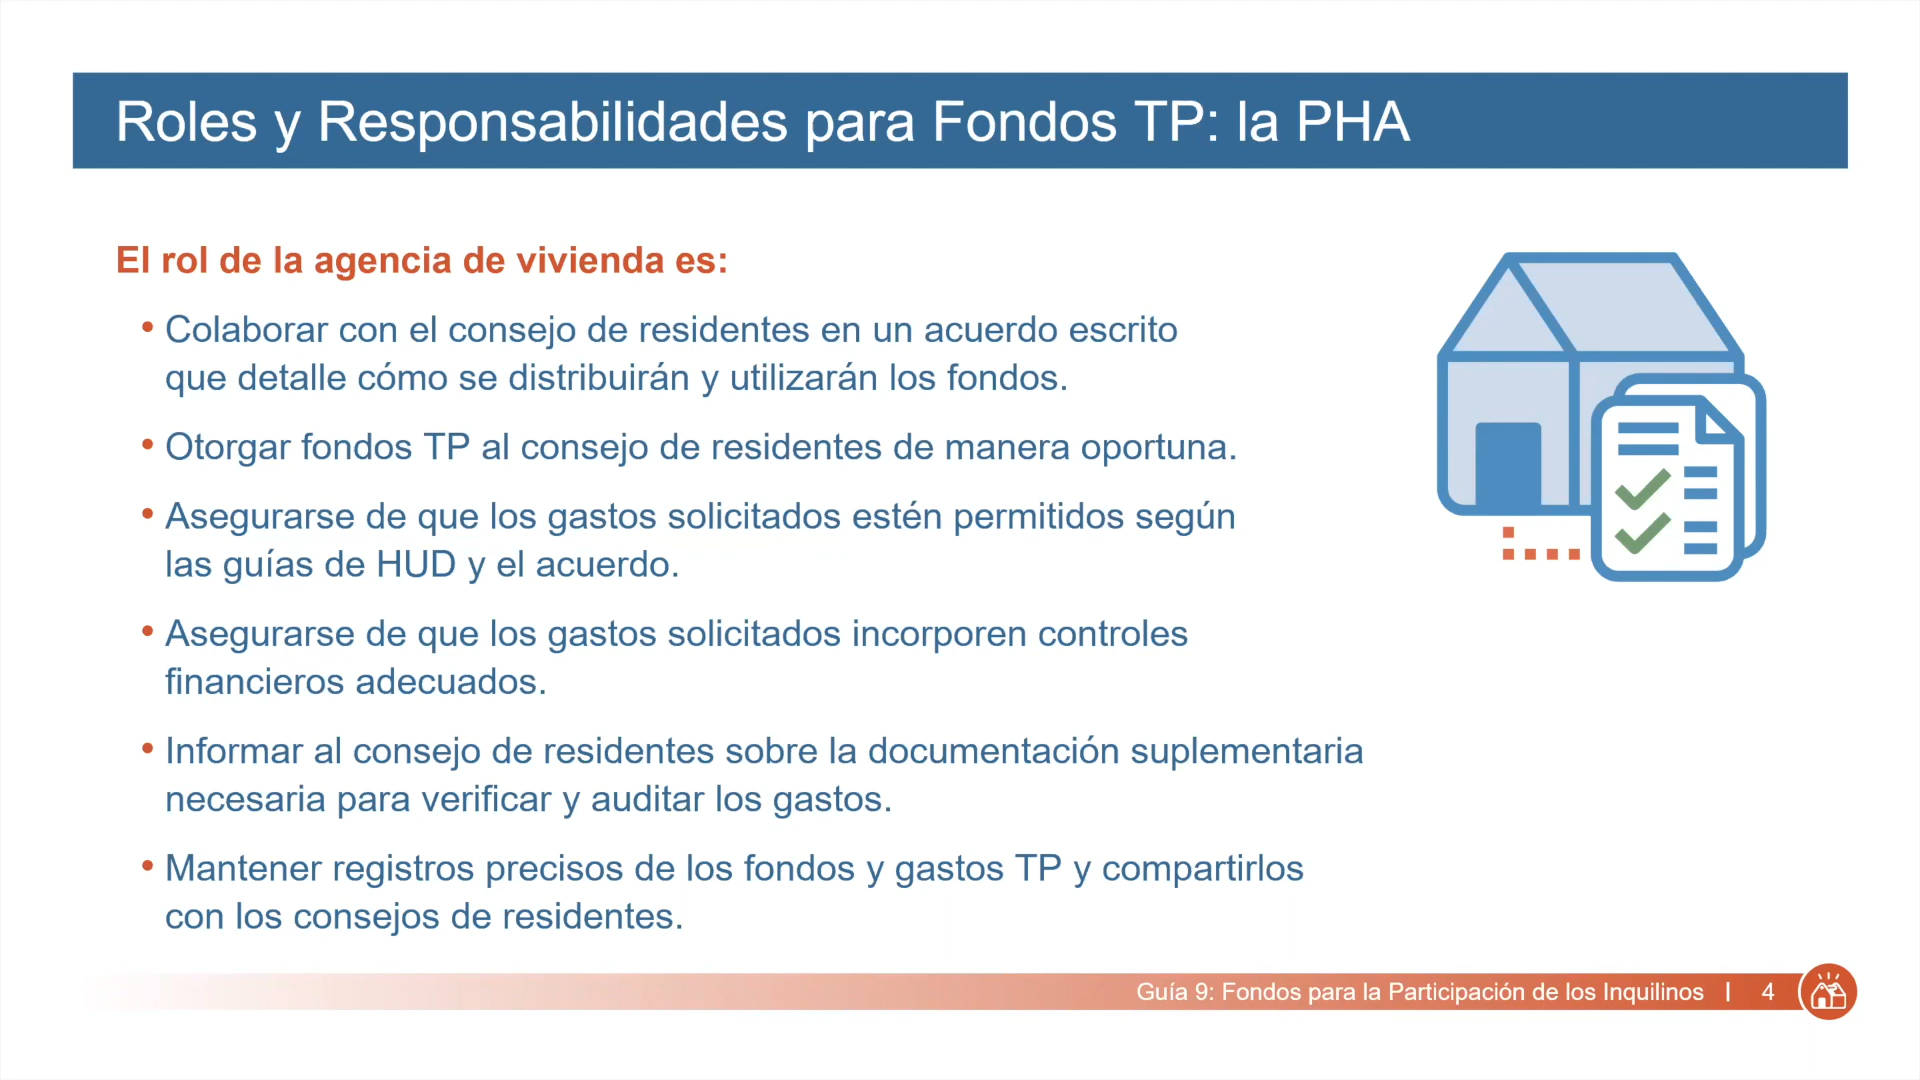 Roles y Responsabilidades para Fondos TP: la PHA
El rol de la agencia de vivienda es:
• Colaborar con el consejo de residentes en un acuerdo escrito
que detalle cómo se distribuirán y utilizarán los fondos.
• Otorgar fondos TP al consejo de residentes de manera oportuna.
• Asegurarse de que los gastos solicitados estén permitidos según
las guías de HUD y el acuerdo.
• Asegurarse de que los gastos solicitados incorporen controles
financieros adecuados.
• Informar al consejo de residentes sobre la documentación suplementaria
necesaria para verificar y auditar los gastos.
• Mantener registros precisos de los fondos y gastos TP y compartirlos
con los consejos de residentes.
Guía 9: Fondos para la Participación de los Inquilinos | 4